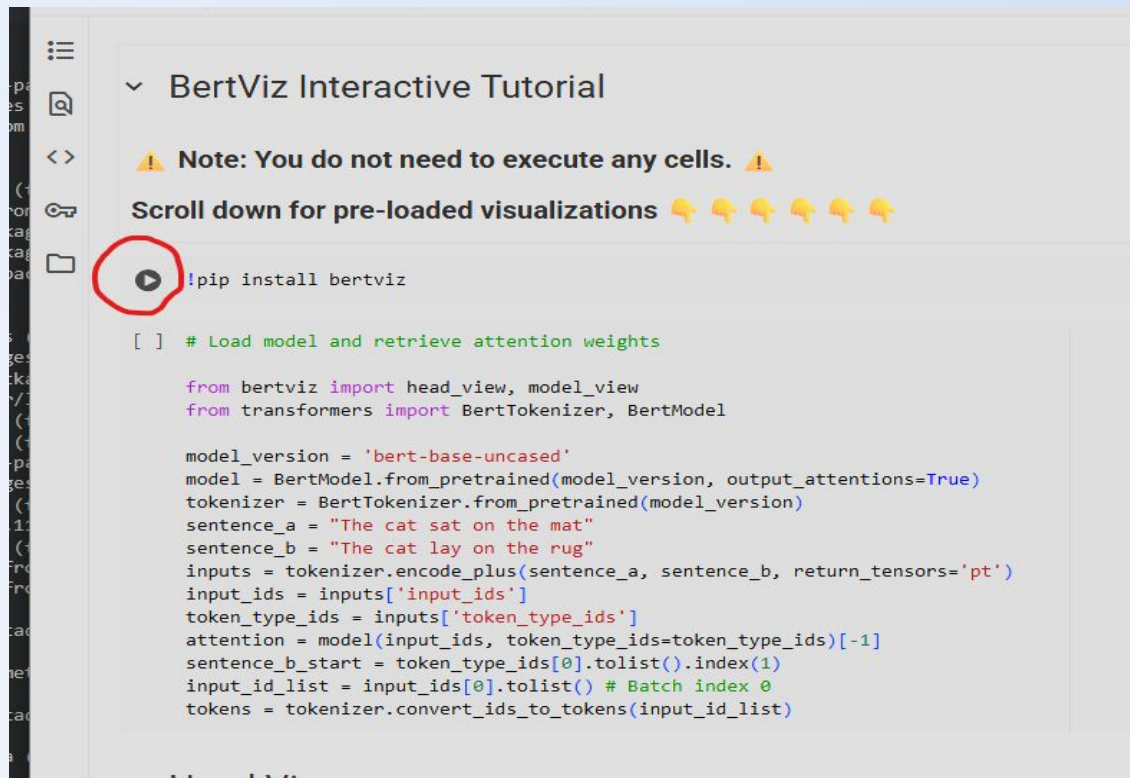 BertViz Interactive Tutorial
⚠️ Note: You do not need to execute any cells. ⚠️
Scroll down for pre-loaded visualizations 👇 👇 👇 👇 👇 👇
!pip install bertviz
[ ] # Load model and retrieve attention weights
from bertviz import head_view, model_view
from transformers import BertTokenizer, BertModel
model_version = 'bert-base-uncased'
model = BertModel.from_pretrained(model_version, output_attentions=True)
tokenizer = BertTokenizer.from_pretrained(model_version)
sentence_a = "The cat sat on the mat"
sentence_b = "The cat lay on the rug"
inputs = tokenizer.encode_plus(sentence_a, sentence_b, return_tensors='pt')
input_ids = inputs['input_ids']
token_type_ids = inputs['token_type_ids']
attention = model(input_ids, token_type_ids=token_type_ids)[-1]
sentence_b_start = token_type_ids[0].tolist().index(1)
input_id_list = input_ids[0].tolist() # Batch index 0
tokens = tokenizer.convert_ids_to_tokens(input_id_list)